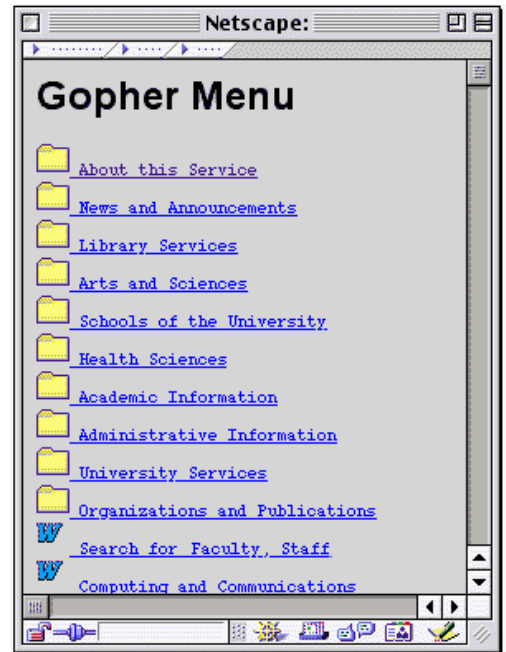 Netscape:
Gopher Menu
About this Service
News and Announcements
Library Services
Arts and Sciences
Schools of the University
Health Sciences
Academic Information
Administrative Information
University Services
Organizations and Publications
W Search for Faculty, Staff
W Computing and Communications